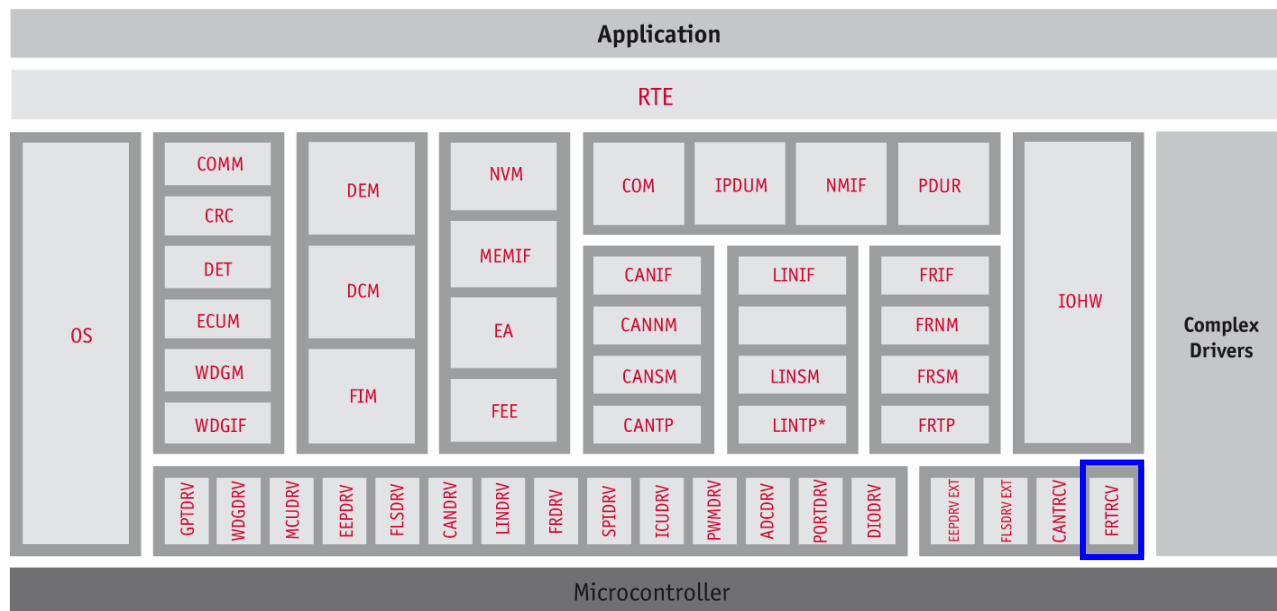 Application
RTE
OS
COMM
CRC
DET
ECUM
WDGM
WDGIF
DEM
DCM
FIM
NVM
MEMIF
EA
FEE
COM
IPDUM
NMIF
PDUR
CANIF
CANNM
CANSM
CANTP
LINIF
LINSM
LINTP*
FRIF
FRNM
FRSM
FRTP
IOHW
Complex
Drivers
GPTDRV
WDGDRV
MCUDRV
EEPDRV
FLSDRV
CANDRV
LINDRV
FRDRV
SPIDRV
ICUDRV
PWMDRV
ADCDRV
PORTDRV
DIODRV
EEPDRV EXT
FLSDRV EXT
CANTRCV
FRTRCV
Microcontroller